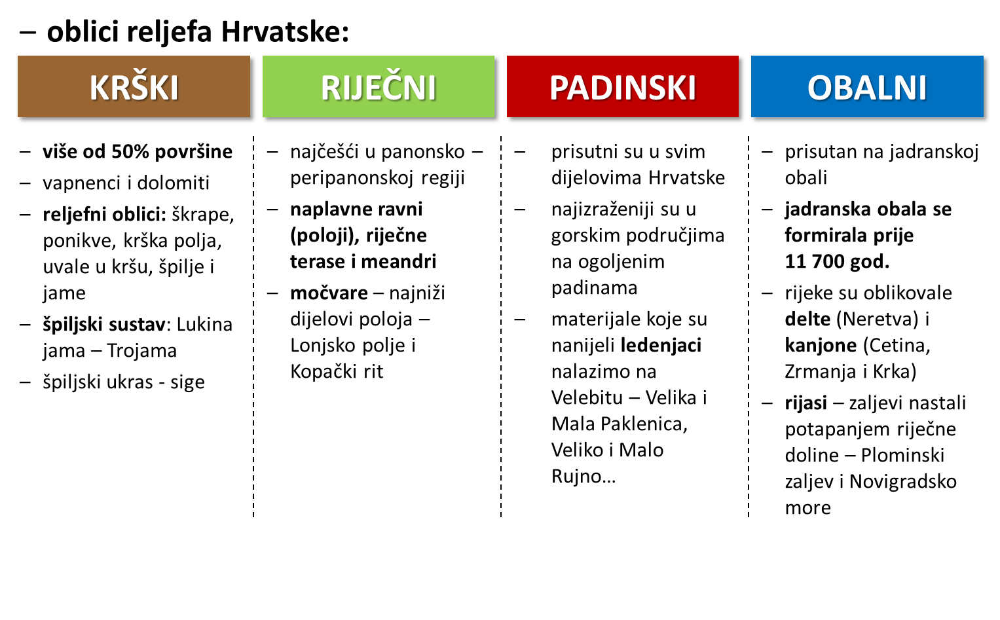 – oblici reljefa Hrvatske:
KRŠKI
– više od 50% površine
– vapnenci i dolomiti
– reljefni oblici: škrape,
ponikve, krška polja,
uvale u kršu, špilje i
jame
– špiljski sustav: Lukina
jama – Trojama
– špiljski ukras - sige
RIJEČNI
– najčešći u panonsko –
peripanonskoj regiji
– naplavne ravni
(poloji), riječne
terase i meandri
– močvare – najniži
dijelovi poloja –
Lonjsko polje i
Kopački rit
PADINSKI
– prisutni su u svim
dijelovima Hrvatske
– najizraženiji su u
gorskim područjima
na ogoljenim
padinama
– materijale koje su
nanijeli ledenjaci
nalazimo na
Velebitu – Velika i
Mala Paklenica,
Veliko i Malo
Rujno…
OBALNI
– prisutan na jadranskoj
obali
– jadranska obala se
formirala prije
11 700 god.
– rijeke su oblikovale
delte (Neretva) i
kanjone (Cetina,
Zrmanja i Krka)
– rijasi – zaljevi nastali
potapanjem riječne
doline – Plominski
zaljev i Novigradsko
more